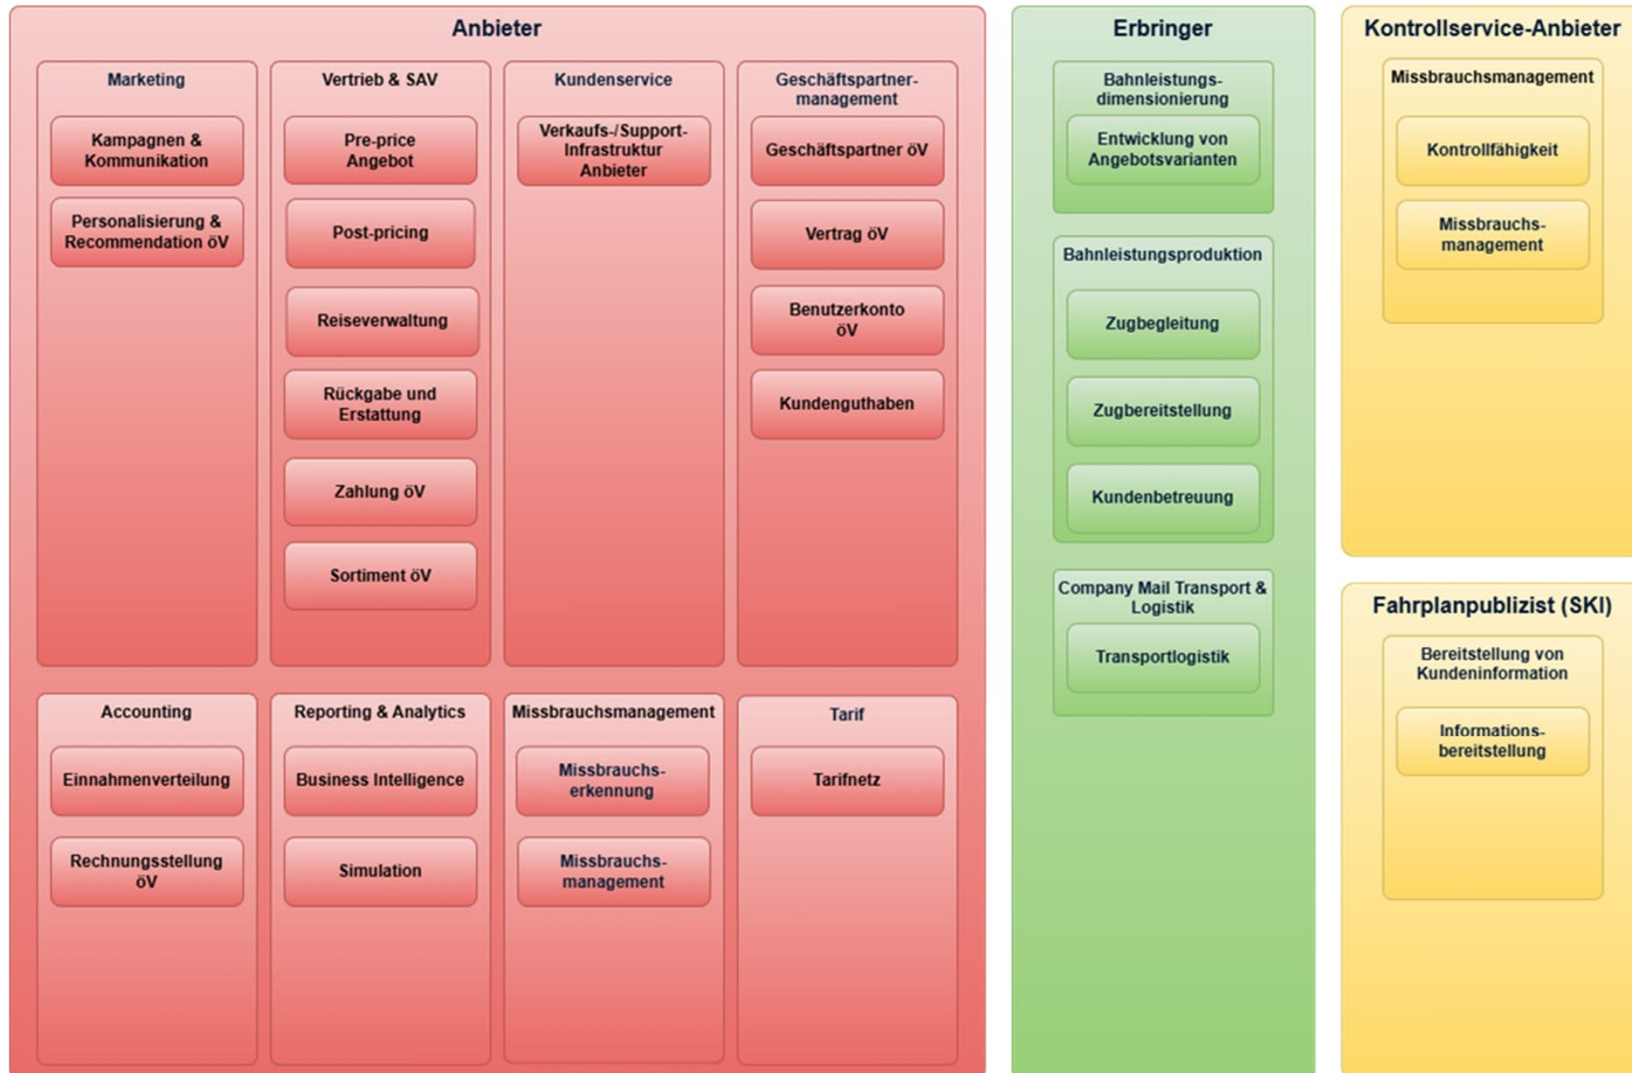 Anbieter
Marketing
Kampagnen &
Kommunikation
Personalisierung &
Recommendation öV
Vertrieb & SAV
Pre-price
Angebot
Post-pricing
Reiseverwaltung
Rückgabe und
Erstattung
Zahlung öV
Sortiment öV
Kundenservice
Verkaufs-/Support-
Infrastruktur
Anbieter
Geschäftspartner-
management
Geschäftspartner öV
Vertrag öV
Benutzerkonto
öV
Kundenguthaben
Accounting
Einnahmenverteilung
Rechnungsstellung
öV
Reporting & Analytics
Business Intelligence
Simulation
Missbrauchsmanagement
Missbrauchs-
erkennung
Missbrauchs-
management
Tarif
Tarifnetz
Erbringer
Bahnleistungs-
dimensionierung
Entwicklung von
Angebotsvarianten
Bahnleistungsproduktion
Zugbegleitung
Zugbereitstellung
Kundenbetreuung
Company Mail Transport &
Logistik
Transportlogistik
Kontrollservice-Anbieter
Missbrauchsmanagement
Kontrollfähigkeit
Missbrauchs-
management
Fahrplanpublizist (SKI)
Bereitstellung von
Kundeninformation
Informations-
bereitstellung